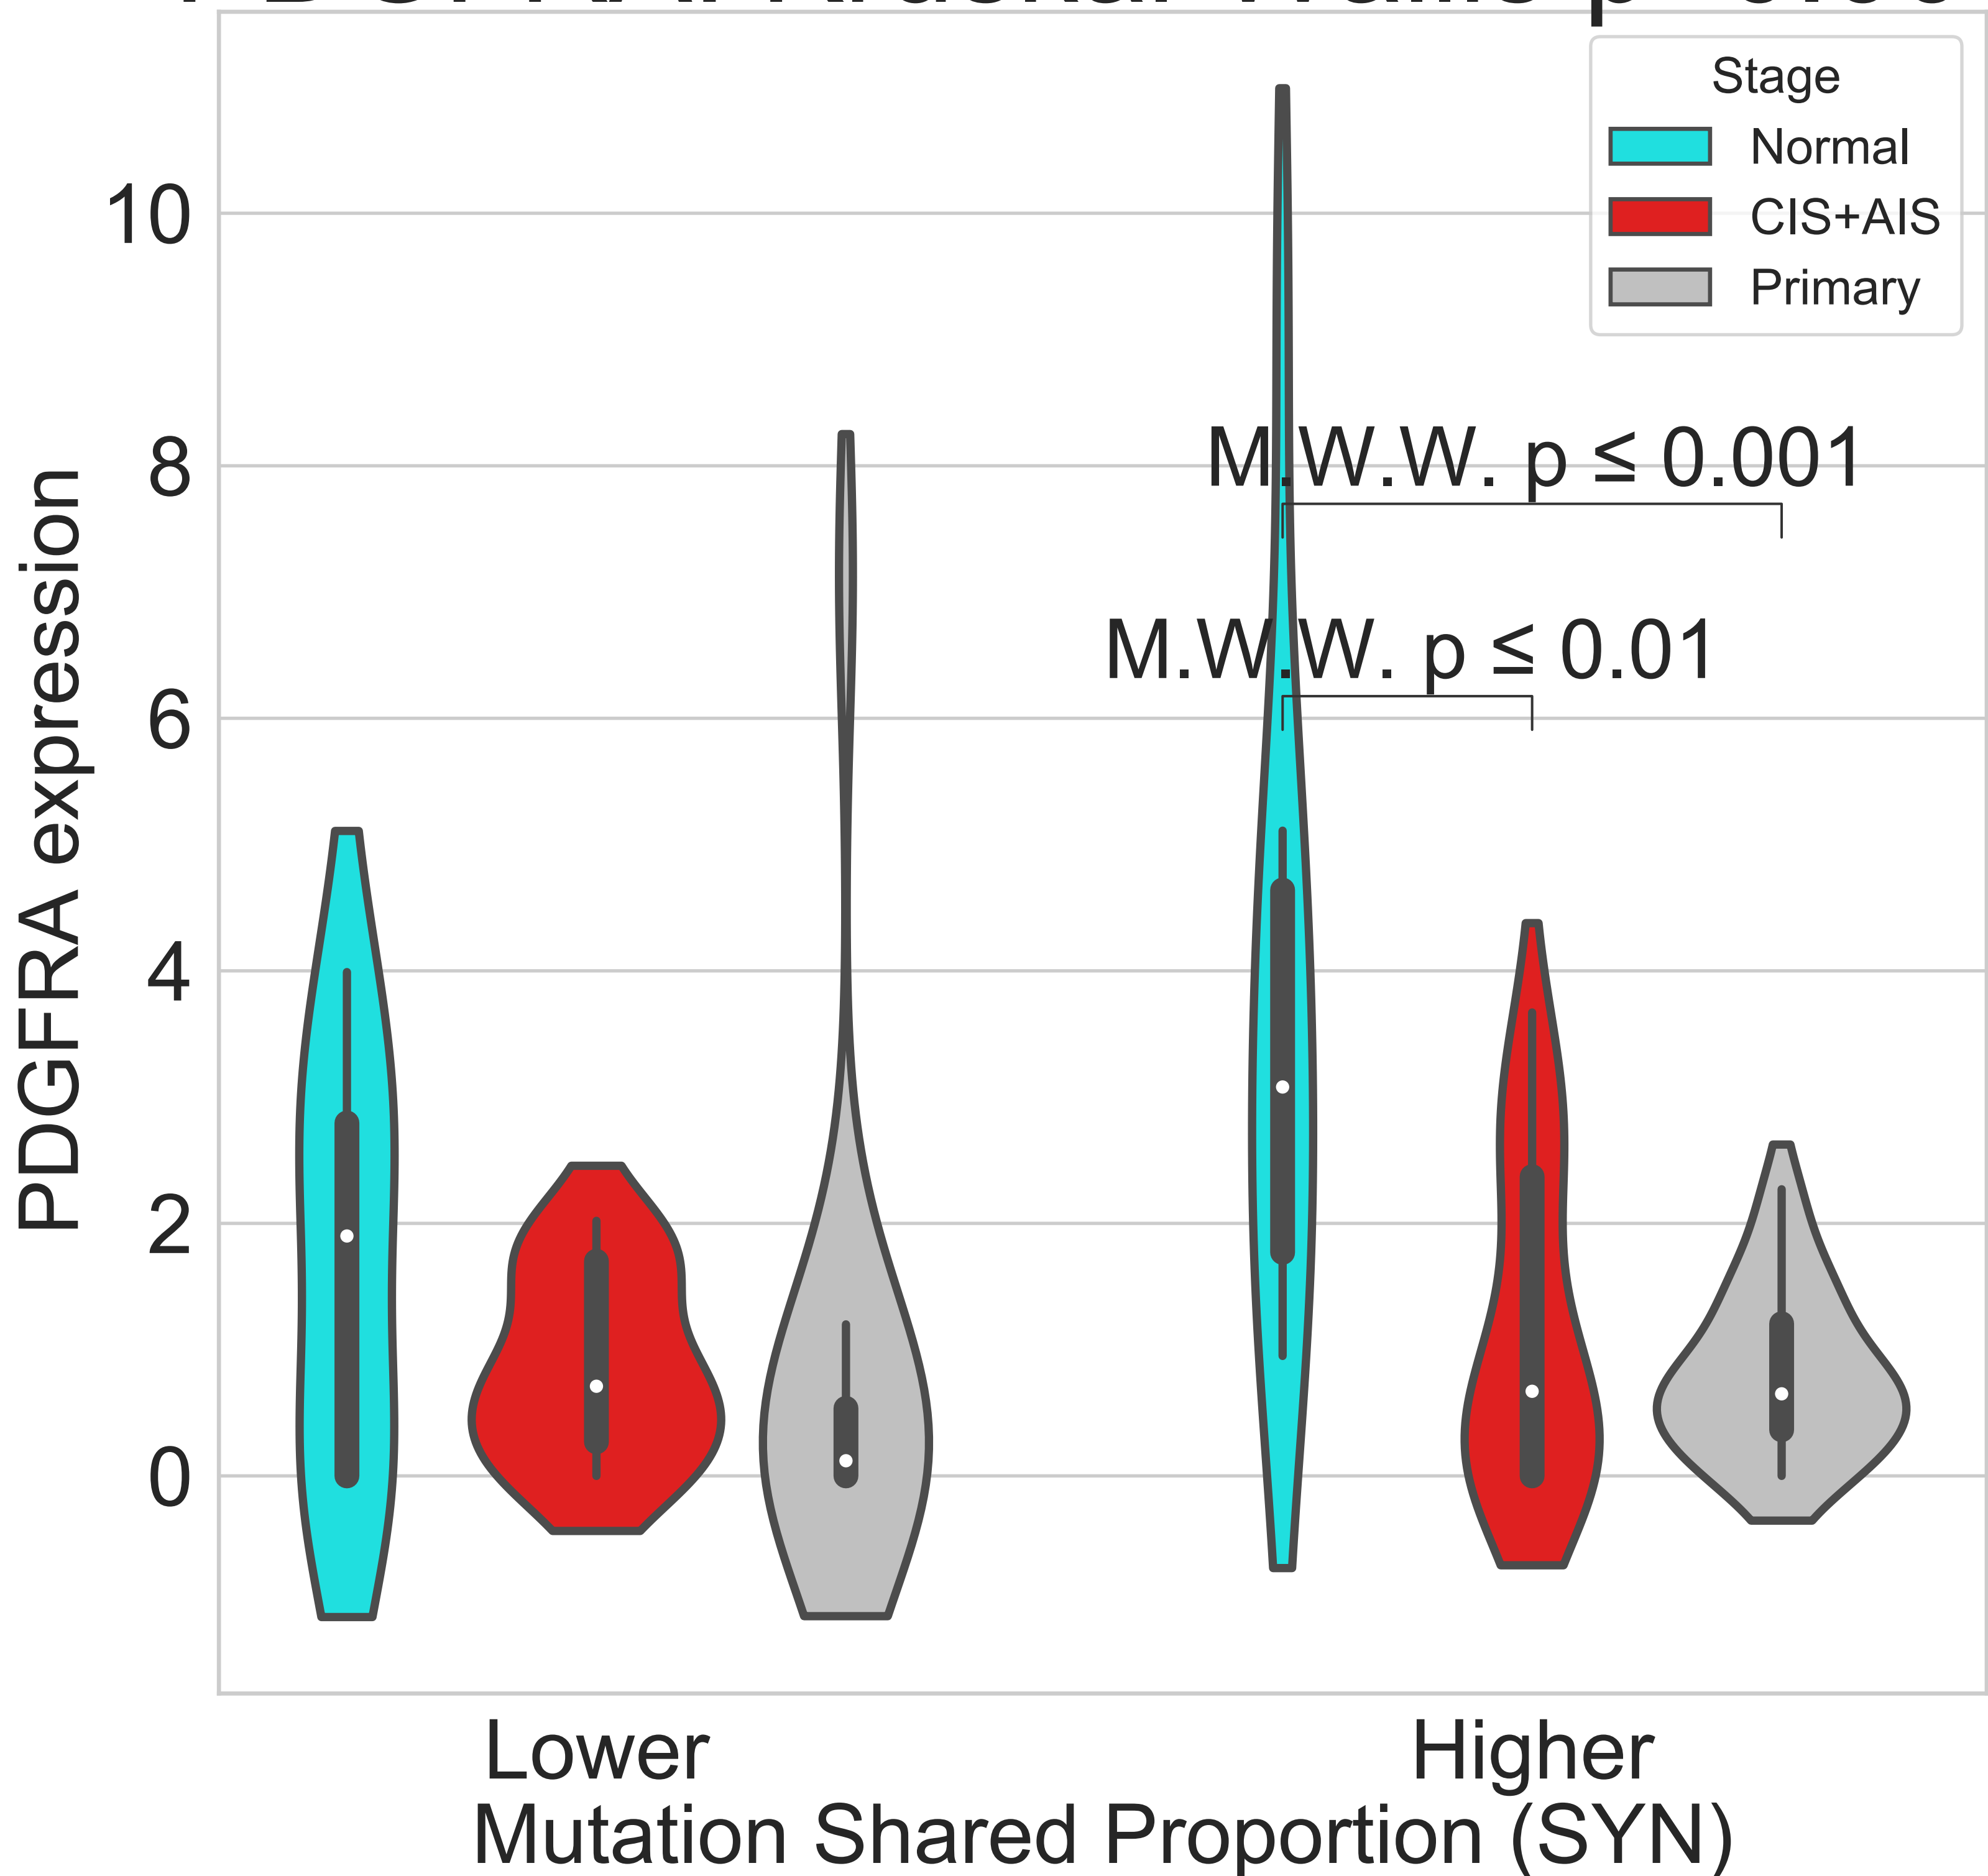 Stage
Normal
CIS+AIS
Primary
10
8
6
4
2
0
PDGFRA expression
M.W.W. p ≤ 0.001
M.W.W. p ≤ 0.01
Lower
Higher
Mutation Shared Proportion (SYN)